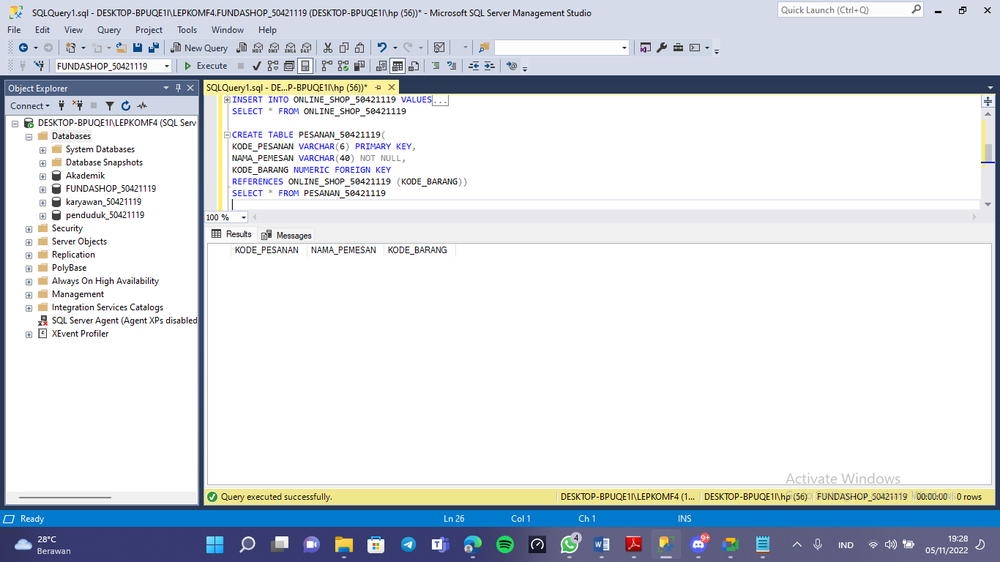 SQLQuery1.sql - DESKTOP-BPUQE1I\LEPKOMF4.FUNDASHOP_50421119 (DESKTOP-BPUQE1I\hp (56))* - Microsoft SQL Server Management Studio
Quick Launch (Ctrl+Q)
File Edit View Query Project Tools Window Help
New Query MDX DMX XMLA DAX
FUNDASHOP_50421119 Execute
Object Explorer
Connect
DESKTOP-BPUQE1I\LEPKOMF4 (SQL Serv
Databases
System Databases
Database Snapshots
Akademik
FUNDASHOP_50421119
karyawan_50421119
penduduk_50421119
Security
Server Objects
Replication
PolyBase
Always On High Availability
Management
Integration Services Catalogs
SQL Server Agent (Agent XPs disabled
XEvent Profiler
SQLQuery1.sql - DE...P-BPUQE1I\hp (56))*
INSERT INTO ONLINE_SHOP_50421119 VALUES...
SELECT * FROM ONLINE_SHOP_50421119
CREATE TABLE PESANAN_50421119(
KODE_PESANAN VARCHAR(6) PRIMARY KEY,
NAMA_PEMESAN VARCHAR(40) NOT NULL,
KODE_BARANG NUMERIC FOREIGN KEY
REFERENCES ONLINE_SHOP_50421119 (KODE_BARANG))
SELECT * FROM PESANAN_50421119
100 %
Results Messages
KODE_PESANAN NAMA_PEMESAN KODE_BARANG
Activate Windows
Query executed successfully. DESKTOP-BPUQE1I\LEPKOMF4 (1... DESKTOP-BPUQE1I\hp (56) FUNDASHOP_50421119 00:00:00 0 rows
Ready Ln 26 Col 1 Ch 1 INS
28°C
Berawan
4
9+
IND
19:28
05/11/2022